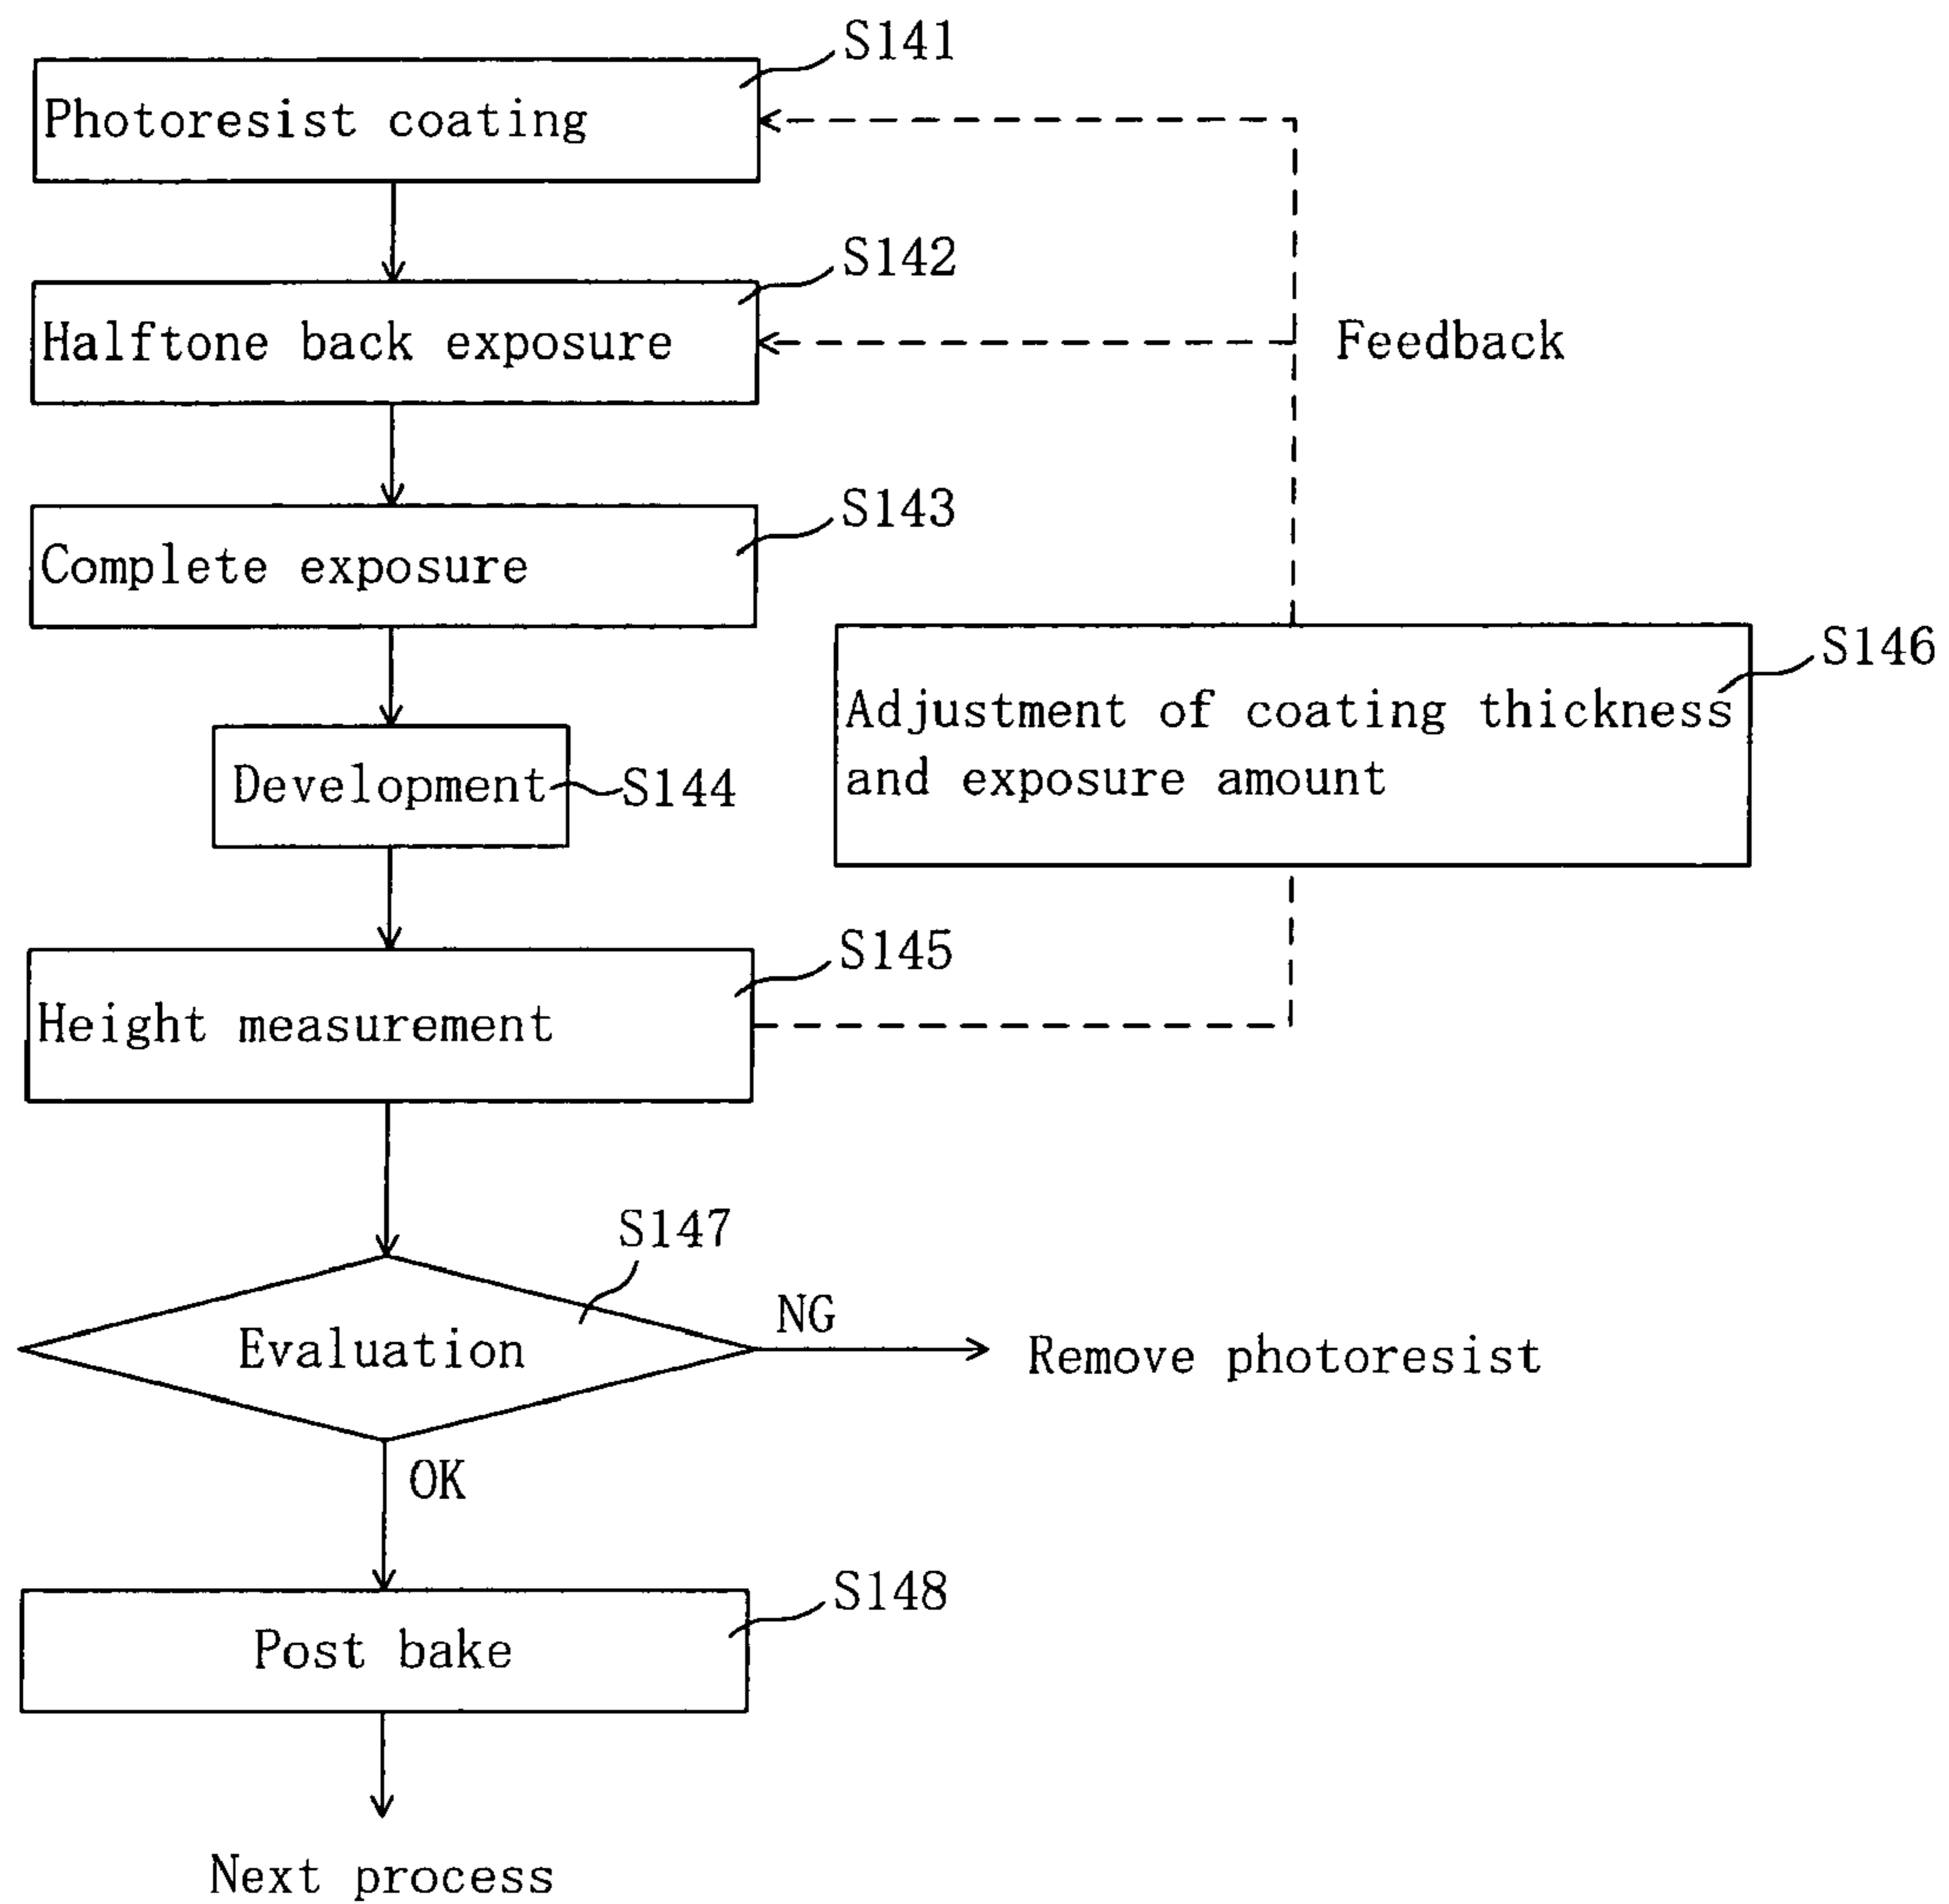 S141
Photoresist coating
S142
Halftone back exposure
Feedback
S143
Complete exposure
S146
Adjustment of coating thickness
and exposure amount
Development
S144
S145
Height measurement
S147
Evaluation
NG
Remove photoresist
OK
S148
Post bake
Next process